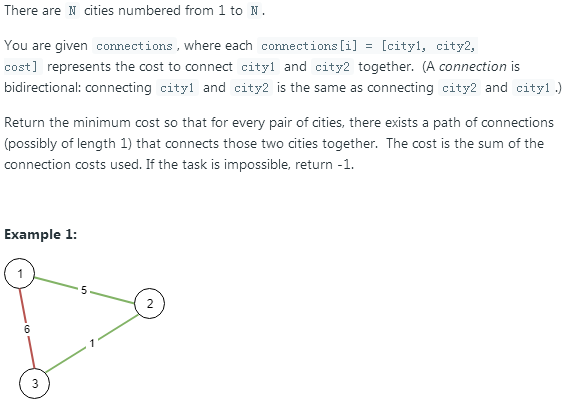 There are N cities numbered from 1 to N.
You are given connections, where each connections[i] = [city1, city2,
cost] represents the cost to connect city1 and city2 together. (A connection is
bidirectional: connecting city1 and city2 is the same as connecting city2 and city1.)
Return the minimum cost so that for every pair of cities, there exists a path of connections
(possibly of length 1) that connects those two cities together. The cost is the sum of the
connection costs used. If the task is impossible, return -1.
Example 1:
1
5
2
6
1
3